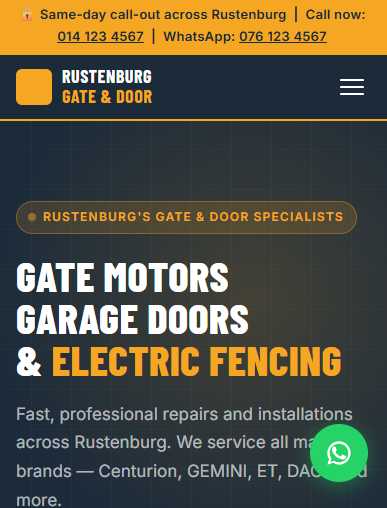 🔒 Same-day call-out across Rustenburg | Call now:
014 123 4567 | WhatsApp: 076 123 4567
RUSTENBURG
GATE & DOOR
RUSTENBURG'S GATE & DOOR SPECIALISTS
GATE MOTORS
GARAGE DOORS
& ELECTRIC FENCING
Fast, professional repairs and installations
across Rustenburg. We service all
brands — Centurion, GEMINI, ET,
more.